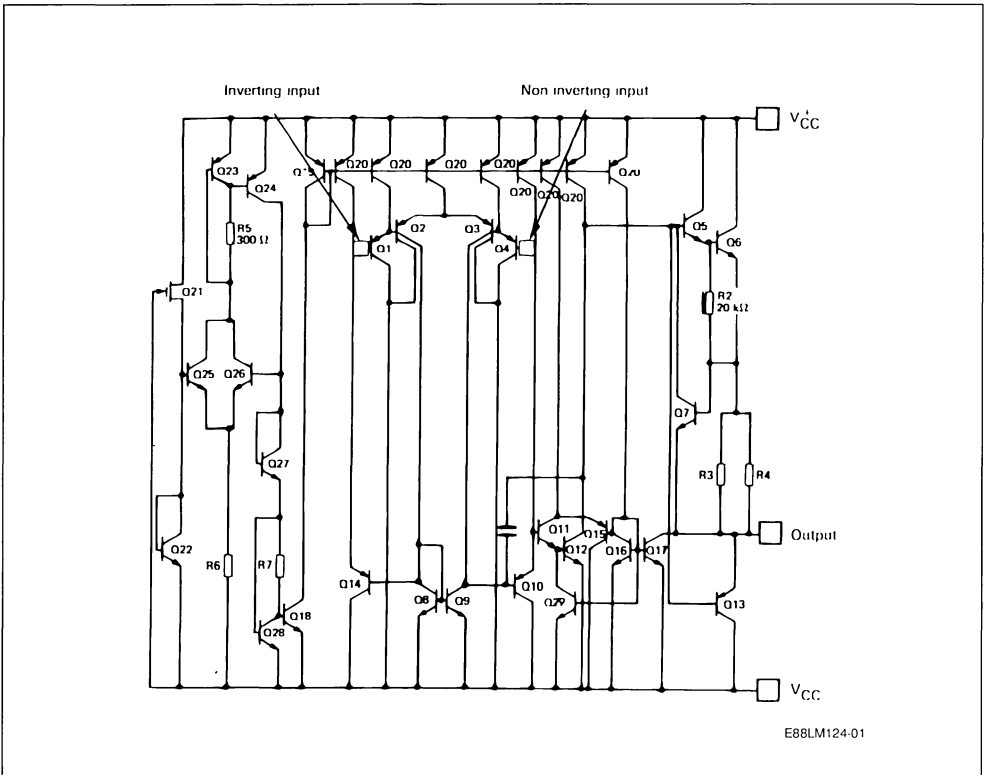 Inverting input
Non inverting input
V+CC
Q23
Q24
Q20
Q20
Q20
Q20
Q20
Q20
Q20
R5
300 Ω
Q2
Q3
Q1
Q4
Q5
Q6
R2
20 kΩ
Q21
Q25
Q26
Q7
Q27
R3
R4
Q11
Q15
Output
Q22
Q12
Q16
Q17
R6
R7
Q14
Q8
Q9
Q10
Q29
Q13
Q18
Q28
VCC
E88LM124-01